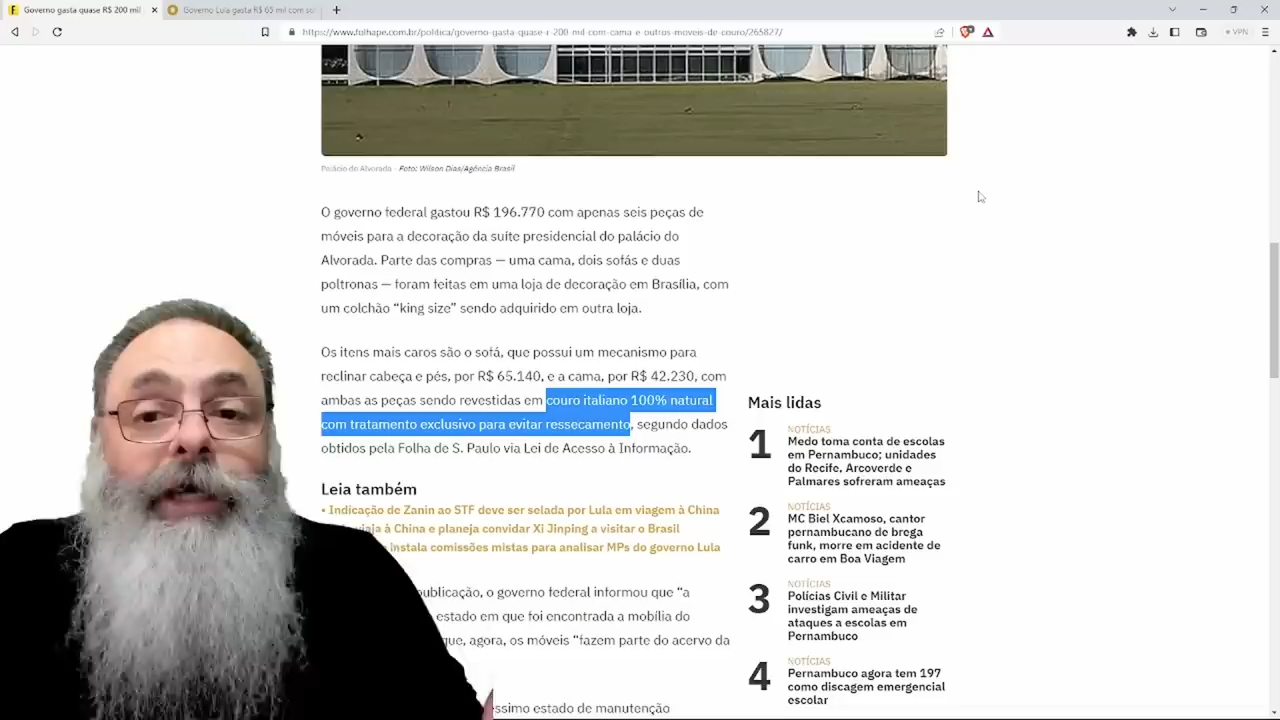 Governo gasta quase R$ 200 mil
Governo Lula gasta R$ 65 mil com so
https://www.folhape.com.br/politica/governo-gasta-quase-r-200-mil-com-cama-e-outros-moveis-de-couro/265827/
VPN
Palácio do Alvorada - Foto: Wilson Dias/Agência Brasil
O governo federal gastou R$ 196.770 com apenas seis peças de
móveis para a decoração da suíte presidencial do palácio do
Alvorada. Parte das compras — uma cama, dois sofás e duas
poltronas — foram feitas em uma loja de decoração em Brasília, com
um colchão “king size” sendo adquirido em outra loja.
Os itens mais caros são o sofá, que possui um mecanismo para
reclinar cabeça e pés, por R$ 65.140, e a cama, por R$ 42.230, com
ambas as peças sendo revestidas em couro italiano 100% natural
com tratamento exclusivo para evitar ressecamento, segundo dados
obtidos pela Folha de S. Paulo via Lei de Acesso à Informação.
Leia também
• Indicação de Zanin ao STF deve ser selada por Lula em viagem à China
viaja à China e planeja convidar Xi Jinping a visitar o Brasil
instala comissões mistas para analisar MPs do governo Lula
publicação, o governo federal informou que “a
estado em que foi encontrada a mobília do
que, agora, os móveis “fazem parte do acervo da
ssimo estado de manutenção
Mais lidas
1
NOTÍCIAS
Medo toma conta de escolas
em Pernambuco; unidades
do Recife, Arcoverde e
Palmares sofreram ameaças
2
NOTÍCIAS
MC Biel Xcamoso, cantor
pernambucano de brega
funk, morre em acidente de
carro em Boa Viagem
3
NOTÍCIAS
Polícias Civil e Militar
investigam ameaças de
ataques a escolas em
Pernambuco
4
NOTÍCIAS
Pernambuco agora tem 197
como discagem emergencial
escolar